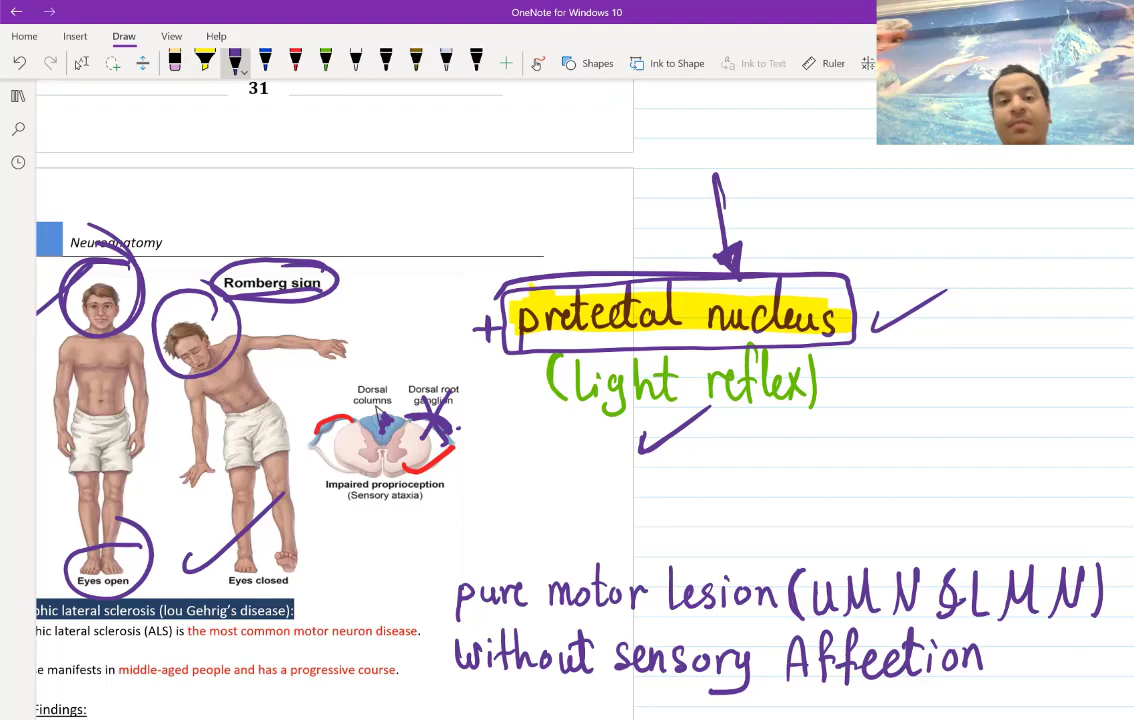 OneNote for Windows 10
Home Insert Draw View Help
Shapes Ink to Shape Ink to Text Ruler
31
Neuroanatomy
Romberg sign
Dorsal columns
Dorsal root ganglion
Impaired proprioception
(Sensory ataxia)
Eyes open
Eyes closed
+ pretectal nucleus
(light reflex)
pure motor lesion (UMN & LMN)
without sensory Affection
phic lateral sclerosis (lou Gehrig's disease):
hic lateral sclerosis (ALS) is the most common motor neuron disease.
se manifests in middle-aged people and has a progressive course.
Findings: